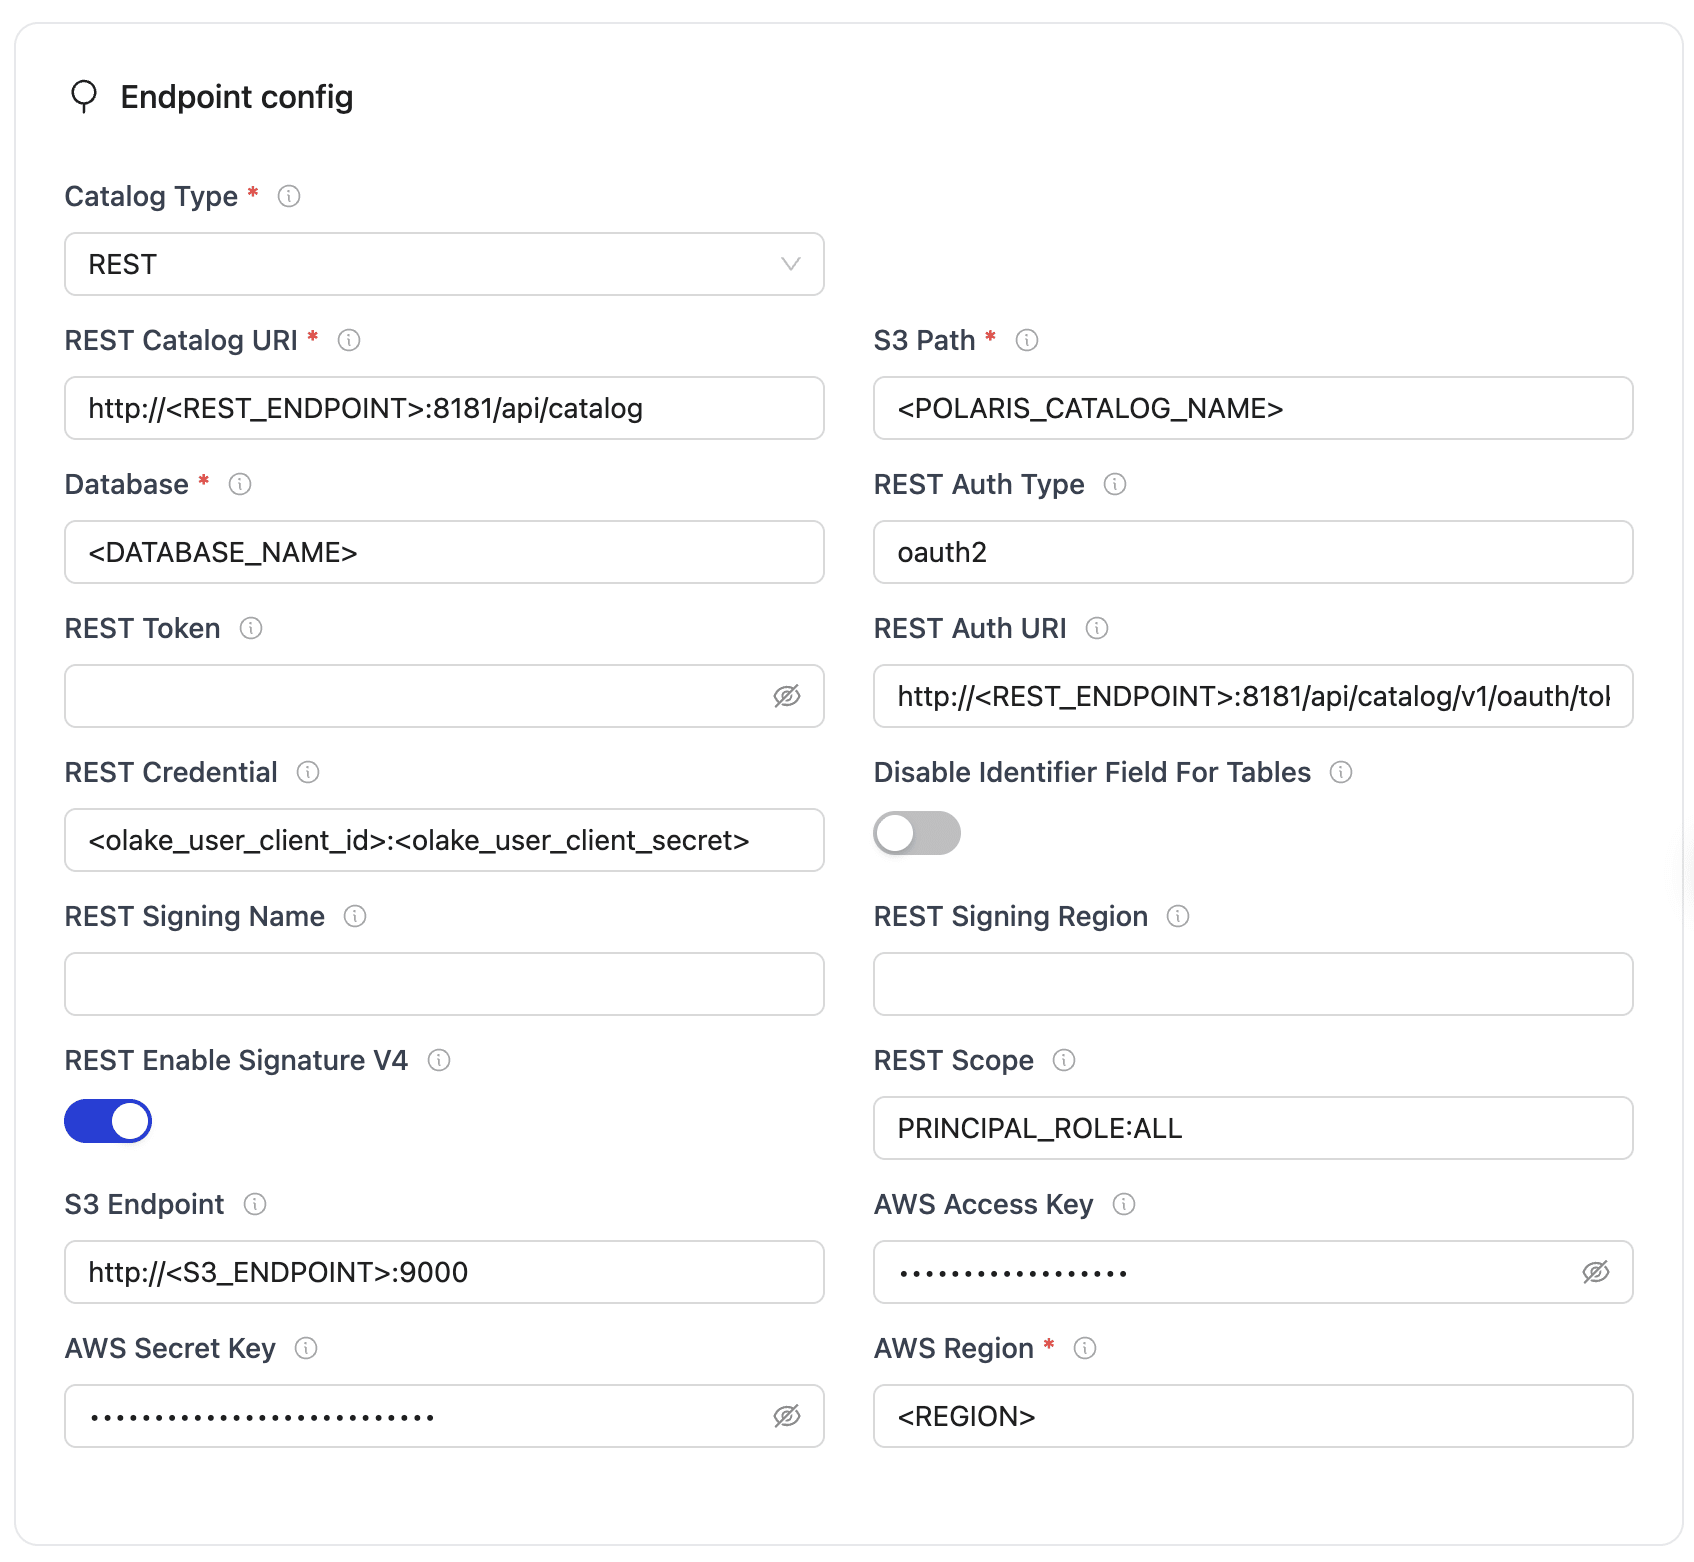 Endpoint config
Catalog Type *
REST
REST Catalog URI *
S3 Path *
http://<REST_ENDPOINT>:8181/api/catalog
<POLARIS_CATALOG_NAME>
Database *
REST Auth Type
<DATABASE_NAME>
oauth2
REST Token
REST Auth URI
http://<REST_ENDPOINT>:8181/api/catalog/v1/oauth/tok
REST Credential
Disable Identifier Field For Tables
<olake_user_client_id>:<olake_user_client_secret>
REST Signing Name
REST Signing Region
REST Enable Signature V4
REST Scope
PRINCIPAL_ROLE:ALL
S3 Endpoint
AWS Access Key
http://<S3_ENDPOINT>:9000
••••••••••••••••••
AWS Secret Key
AWS Region *
•••••••••••••••••••••••••••
<REGION>